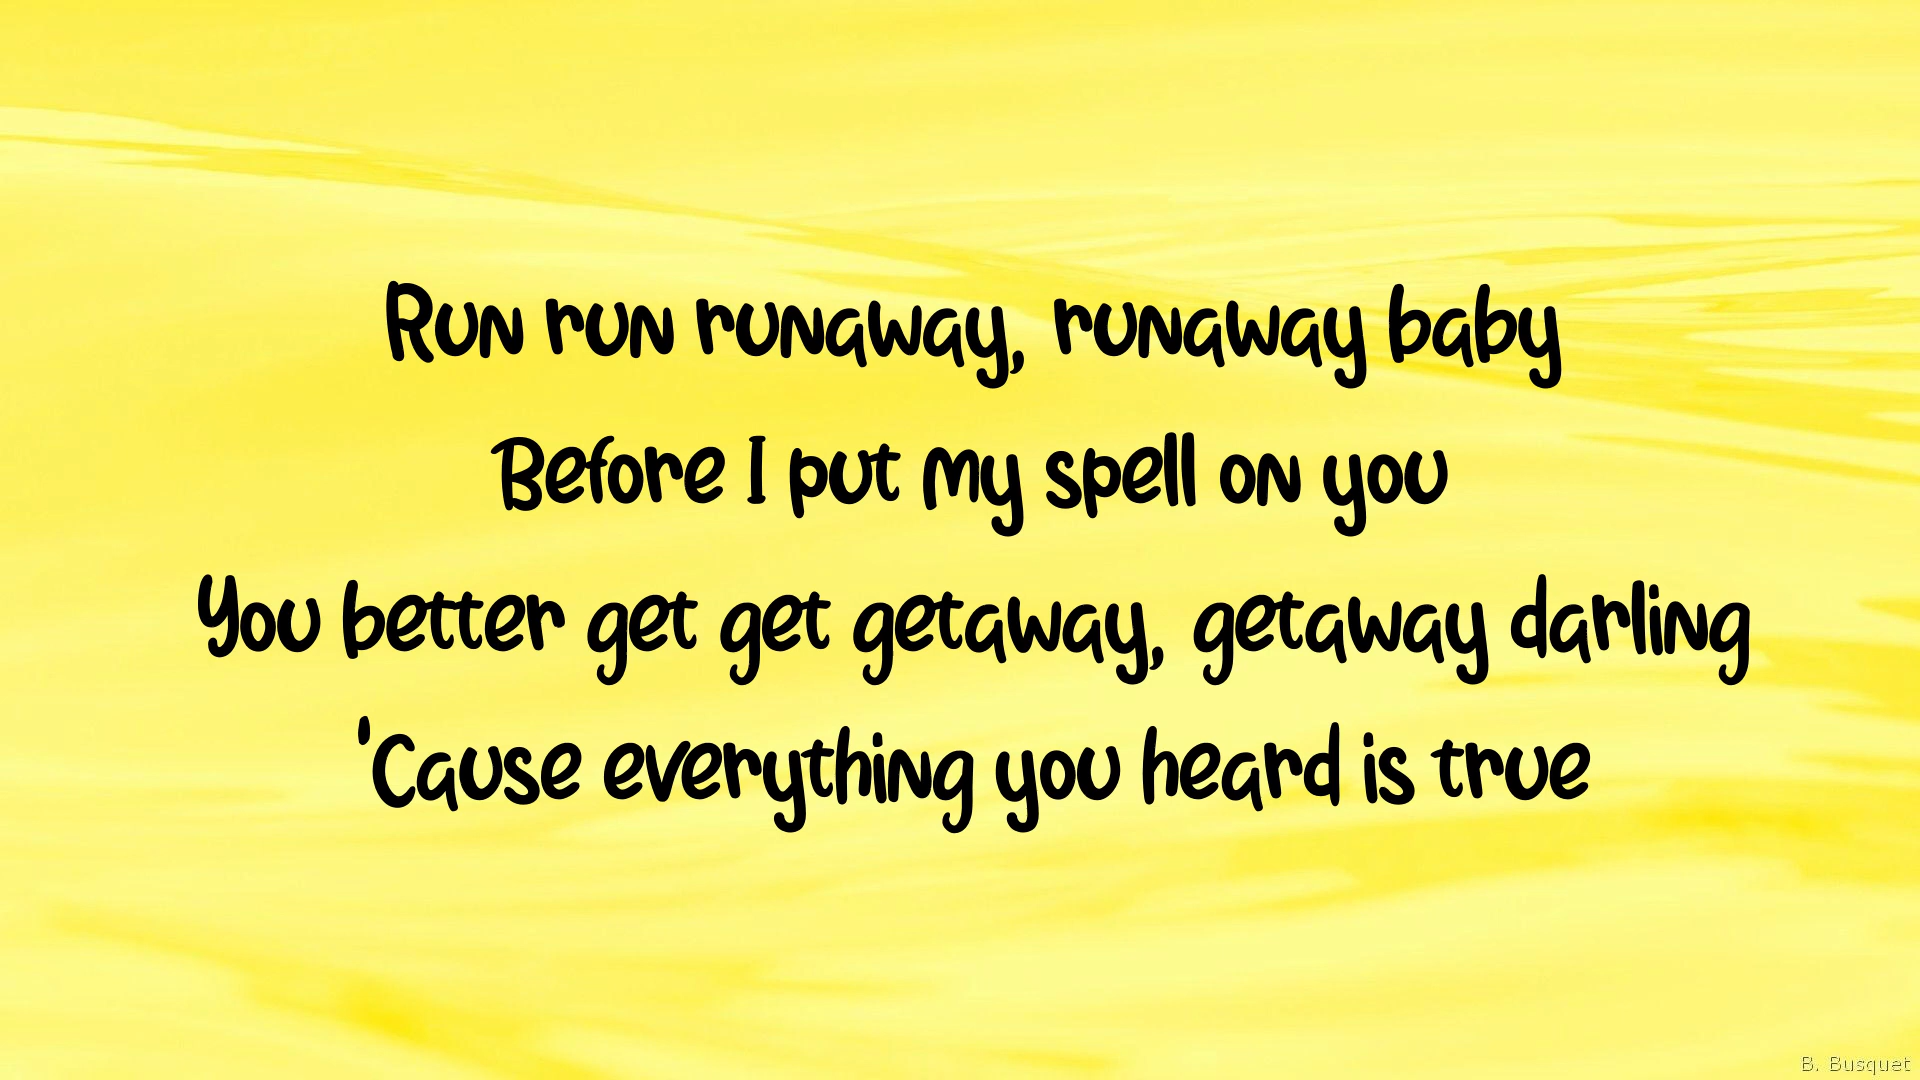 Run run runaway, runaway baby
Before I put my spell on you
You better get get getaway, getaway darling
'Cause everything you heard is true
B. Busquet